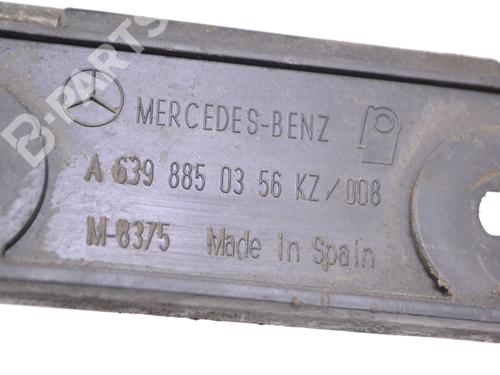 MERCEDES-BENZ
A 639 885 03 56 KZ/008
M-8375 Made in Spain
B-PARTS